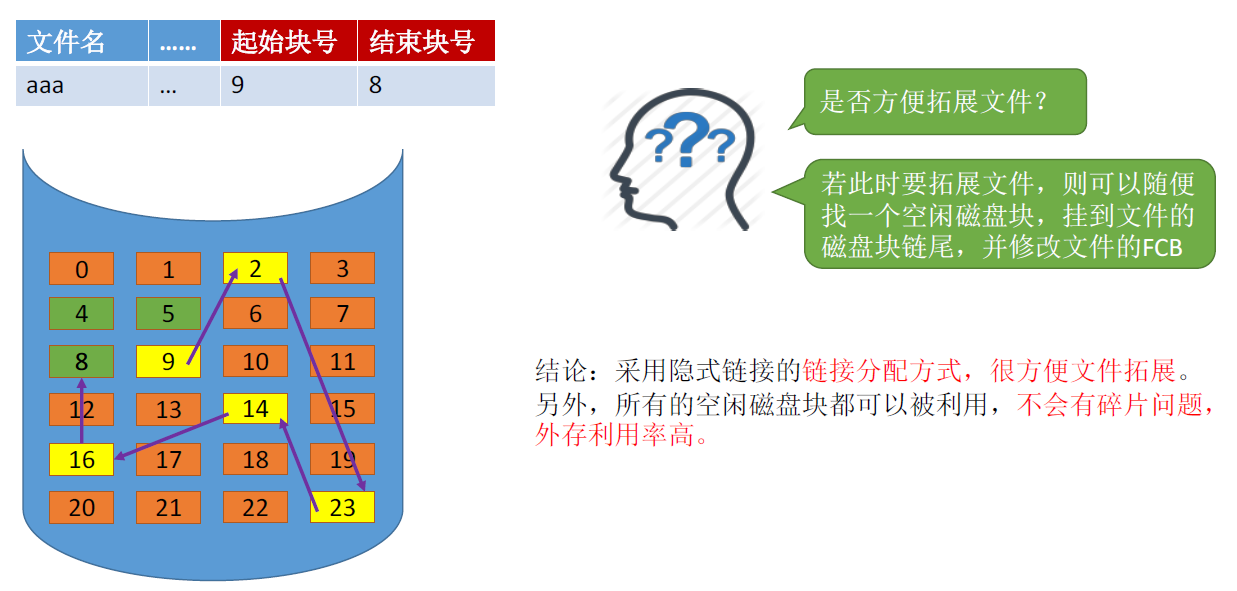 文件名 …… 起始块号 结束块号
aaa … 9 8
是否方便拓展文件？
若此时要拓展文件，则可以随便
找一个空闲磁盘块，挂到文件的
磁盘块链尾，并修改文件的FCB
???
0 1 2 3
4 5 6 7
8 9 10 11
12 13 14 15
16 17 18 19
20 21 22 23
结论：采用隐式链接的链接分配方式，很方便文件拓展。
另外，所有的空闲磁盘块都可以被利用，不会有碎片问题，
外存利用率高。